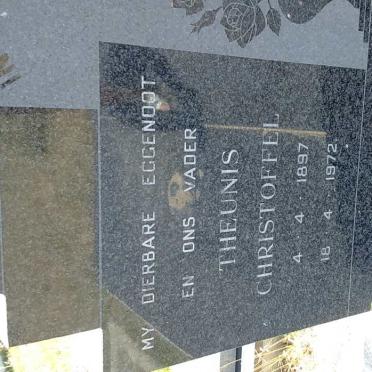 MY DIERBARE EGGENOOT
EN ONS VADER
THEUNIS
CHRISTOFFEL
4 . 4 . 1897.
18 . 4 . 1972.